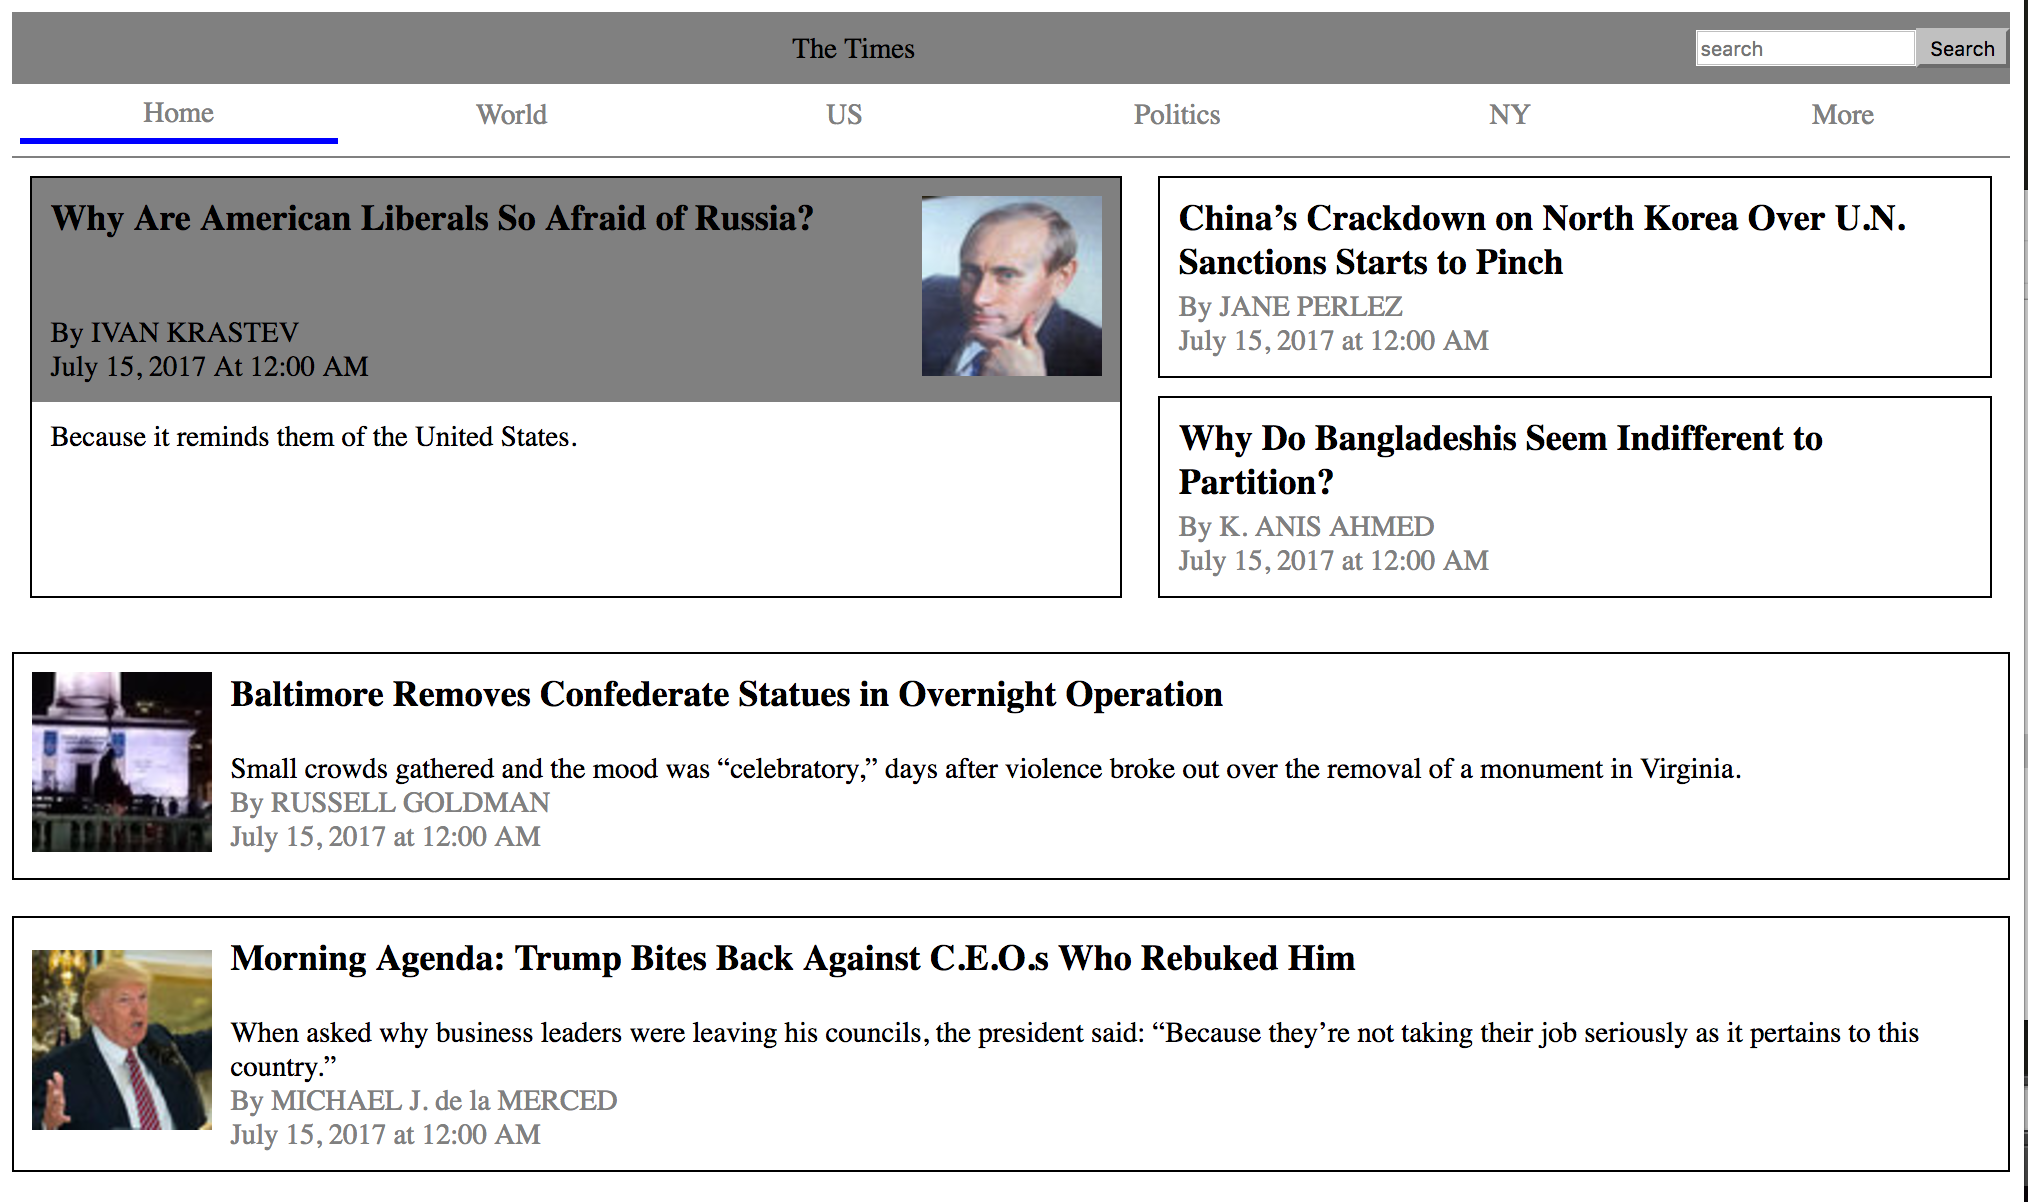 The Times
search
Search
Home
World
US
Politics
NY
More
Why Are American Liberals So Afraid of Russia?
By IVAN KRASTEV
July 15, 2017 At 12:00 AM
Because it reminds them of the United States.
China’s Crackdown on North Korea Over U.N.
Sanctions Starts to Pinch
By JANE PERLEZ
July 15, 2017 at 12:00 AM
Why Do Bangladeshis Seem Indifferent to
Partition?
By K. ANIS AHMED
July 15, 2017 at 12:00 AM
Baltimore Removes Confederate Statues in Overnight Operation
Small crowds gathered and the mood was “celebratory,” days after violence broke out over the removal of a monument in Virginia.
By RUSSELL GOLDMAN
July 15, 2017 at 12:00 AM
Morning Agenda: Trump Bites Back Against C.E.O.s Who Rebuked Him
When asked why business leaders were leaving his councils, the president said: “Because they’re not taking their job seriously as it pertains to this
country.”
By MICHAEL J. de la MERCED
July 15, 2017 at 12:00 AM